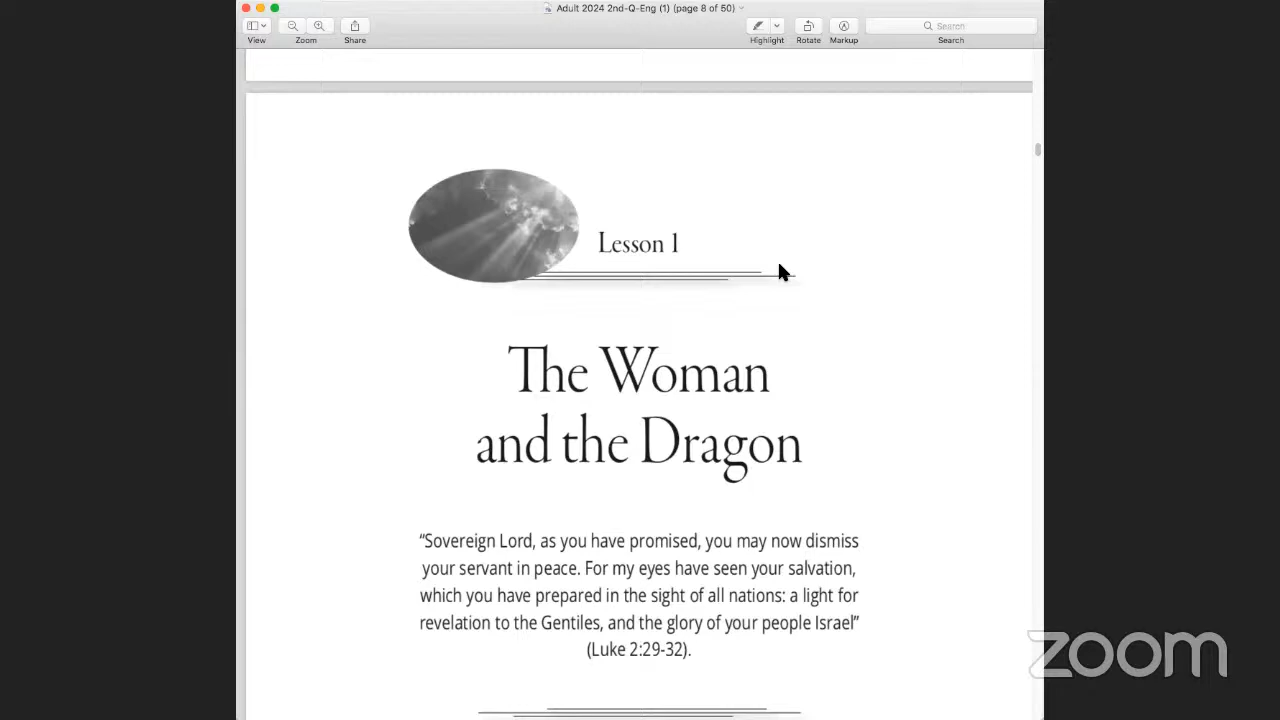 Adult 2024 2nd-Q-Eng (1) (page 8 of 50)
View
Zoom
Share
Highlight
Rotate
Markup
Search
Search
Lesson 1
The Woman
and the Dragon
“Sovereign Lord, as you have promised, you may now dismiss
your servant in peace. For my eyes have seen your salvation,
which you have prepared in the sight of all nations: a light for
revelation to the Gentiles, and the glory of your people Israel”
(Luke 2:29-32).
zoom